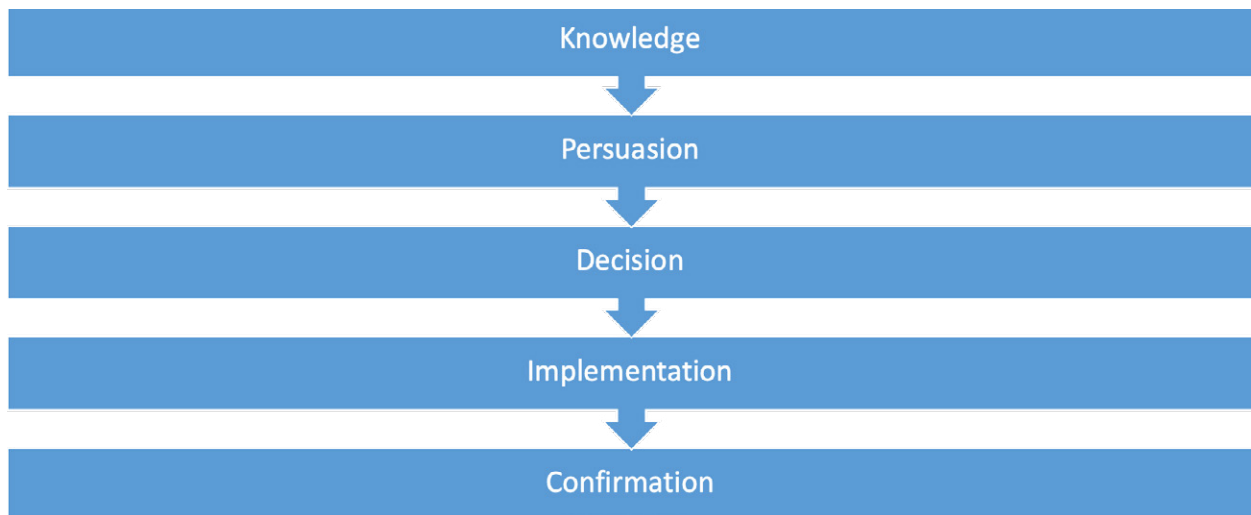 Knowledge
Persuasion
Decision
Implementation
Confirmation